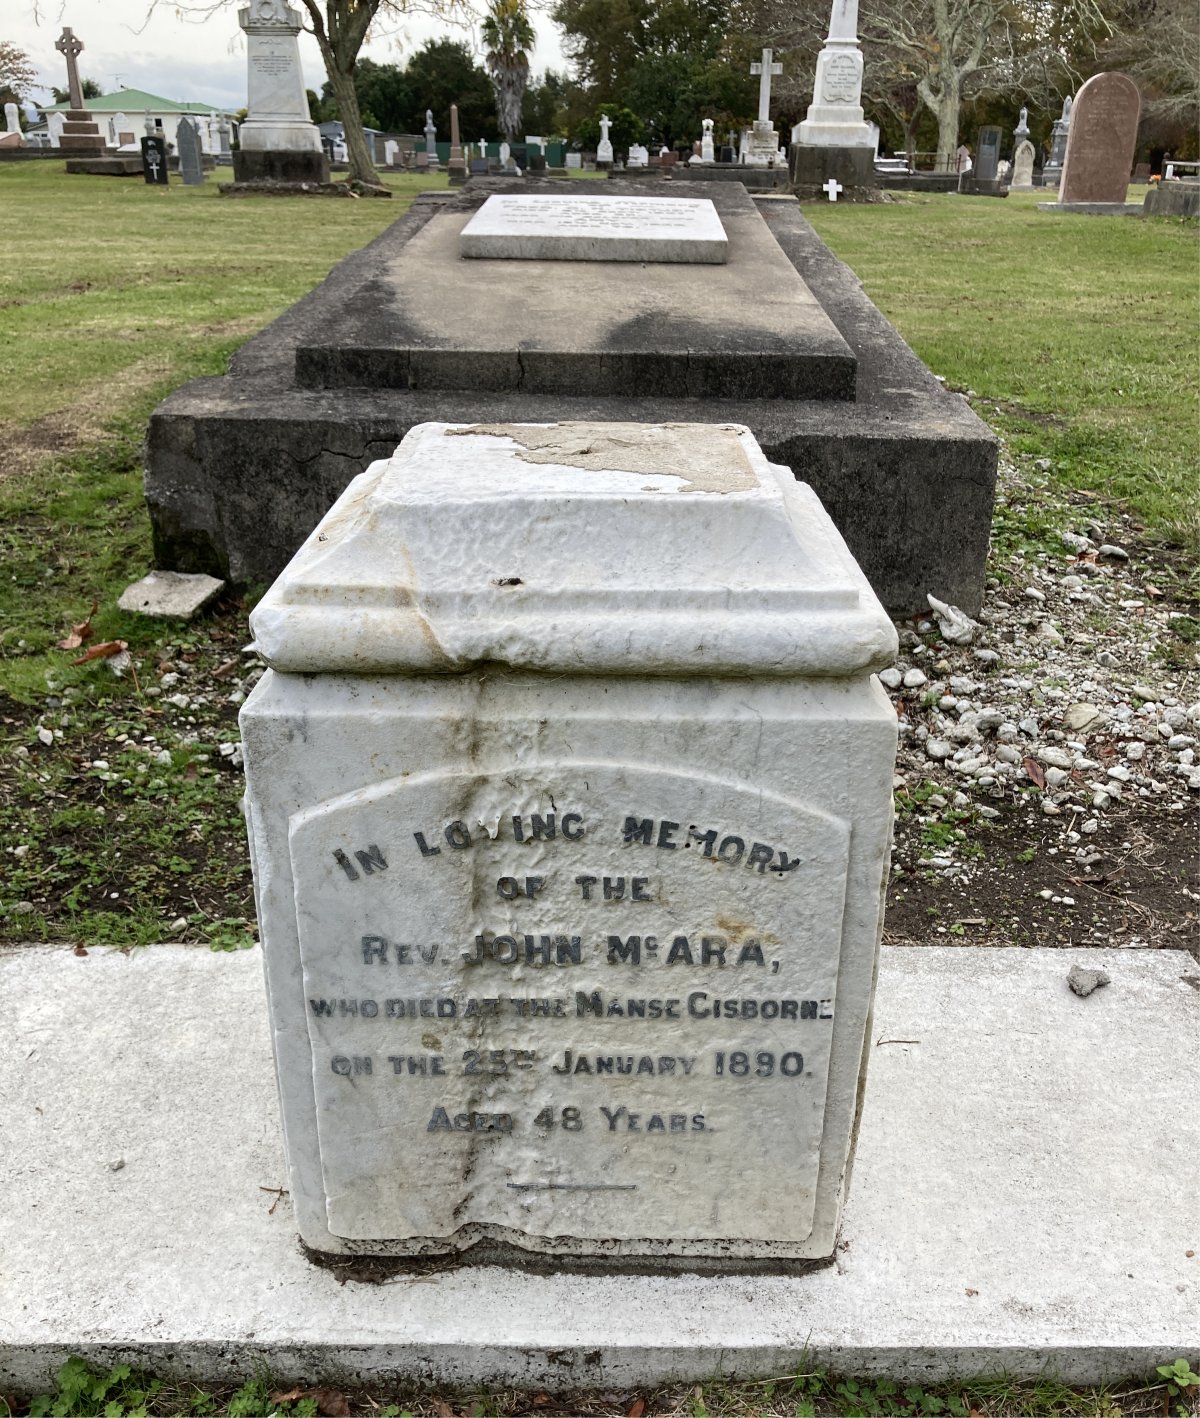 IN LOVING MEMORY
OF THE
REV. JOHN McARA,
WHO DIED AT THE MANSE GISBORNE
ON THE 25TH JANUARY 1890.
AGED 48 YEARS.